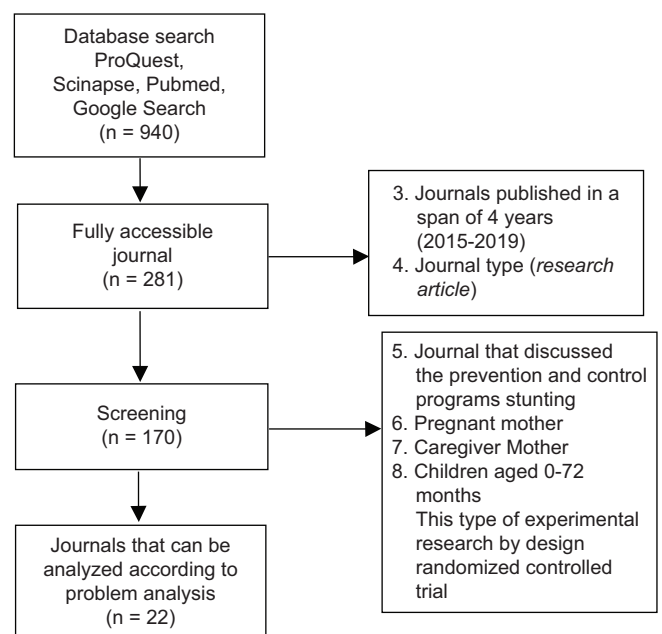 Database search
ProQuest,
Scinapse, Pubmed,
Google Search
(n = 940)
Fully accessible
journal
(n = 281)
3. Journals published in a
span of 4 years
(2015-2019)
4. Journal type (research
article)
Screening
(n = 170)
5. Journal that discussed
the prevention and control
programs stunting
6. Pregnant mother
7. Caregiver Mother
8. Children aged 0-72
months
This type of experimental
research by design
randomized controlled
trial
Journals that can be
analyzed according to
problem analysis
(n = 22)